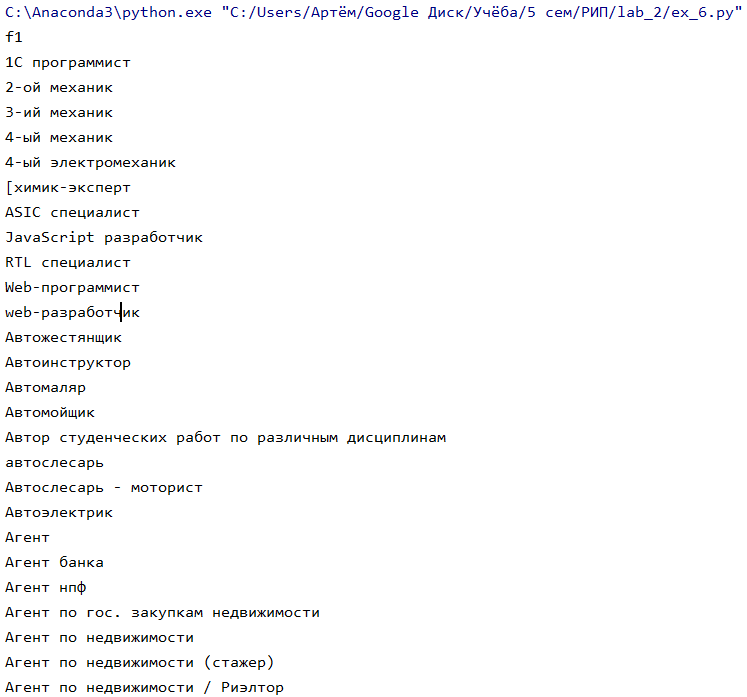 C:\Anaconda3\python.exe "C:/Users/Артём/Google Диск/Учёба/5 сем/РИП/lab_2/ex_6.py"
f1
1С программист
2-ой механик
3-ий механик
4-ый механик
4-ый электромеханик
[химик-эксперт
ASIC специалист
JavaScript разработчик
RTL специалист
Web-программист
web-разработчик
Автожестянщик
Автоинструктор
Автомаляр
Автомойщик
Автор студенческих работ по различным дисциплинам
автослесарь
Автослесарь - моторист
Автоэлектрик
Агент
Агент банка
Агент нпф
Агент по гос. закупкам недвижимости
Агент по недвижимости
Агент по недвижимости (стажер)
Агент по недвижимости / Риэлтор